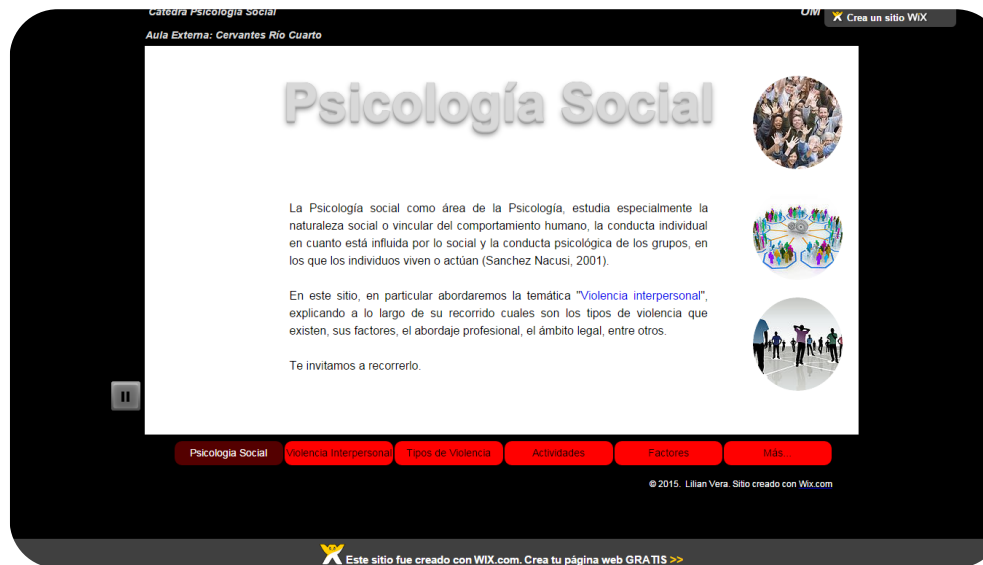 Cátedra Psicología Social
OM
Crea un sitio WiX
Aula Externa: Cervantes Río Cuarto
Psicología Social
La Psicología social como área de la Psicología, estudia especialmente la
naturaleza social o vincular del comportamiento humano, la conducta individual
en cuanto está influida por lo social y la conducta psicológica de los grupos, en
los que los individuos viven o actúan (Sanchez Nacusi, 2001).
En este sitio, en particular abordaremos la temática "Violencia interpersonal",
explicando a lo largo de su recorrido cuales son los tipos de violencia que
existen, sus factores, el abordaje profesional, el ámbito legal, entre otros.
Te invitamos a recorrerlo.
Psicologia Social
Violencia Interpersonal
Tipos de Violencia
Actividades
Factores
Más...
© 2015. Lilian Vera. Sitio creado con Wix.com
Este sitio fue creado con WIX.com. Crea tu página web GRATIS >>